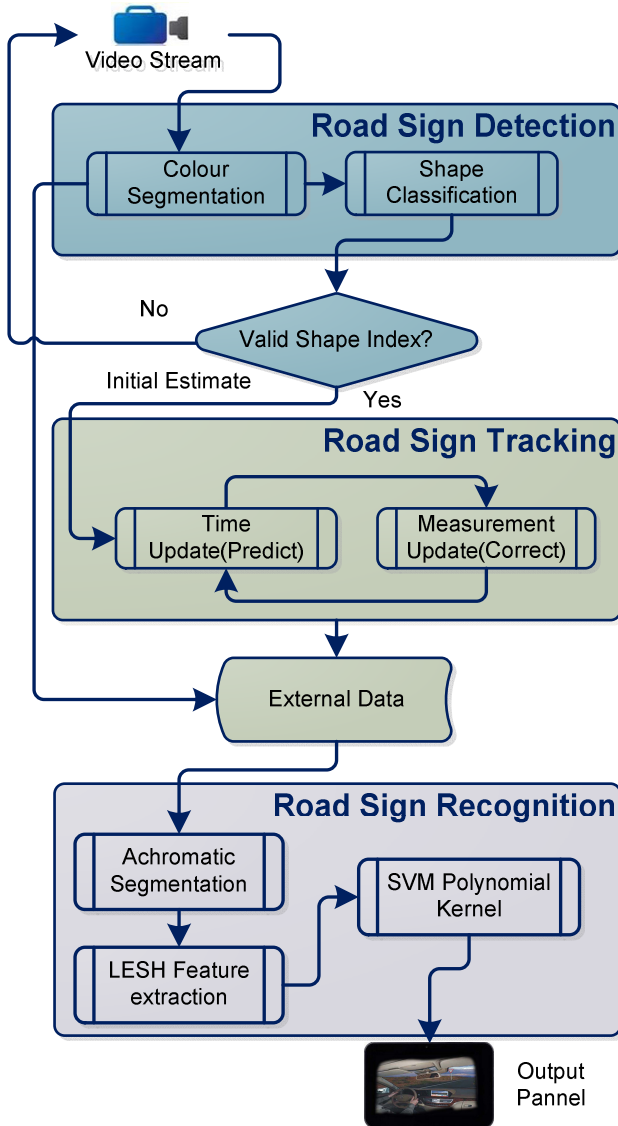 Video Stream
Road Sign Detection
Colour
Segmentation
Shape
Classification
No
Valid Shape Index?
Initial Estimate
Yes
Road Sign Tracking
Time
Update(Predict)
Measurement
Update(Correct)
External Data
Road Sign Recognition
Achromatic
Segmentation
SVM Polynomial
Kernel
LESH Feature
extraction
Output
Pannel